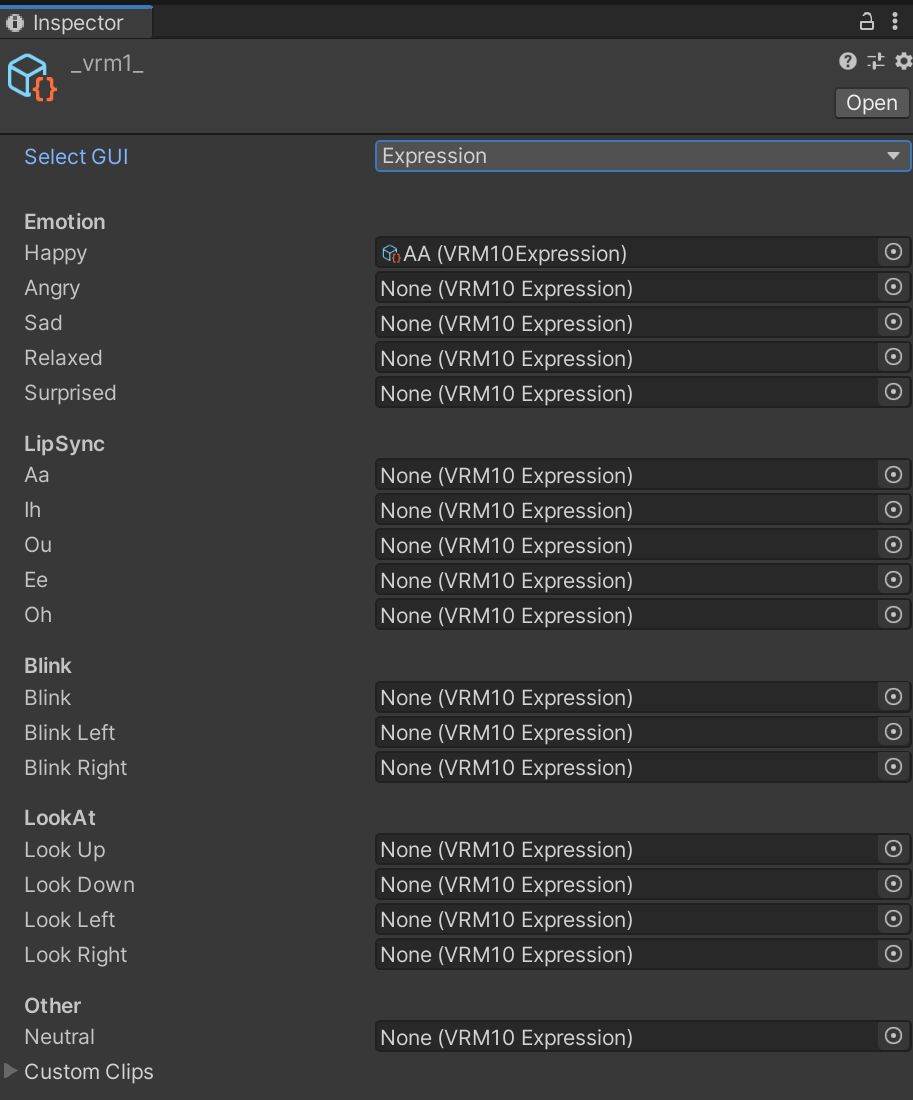 Inspector
_vrm1_
Open
Select GUI Expression
Emotion
Happy AA (VRM10Expression)
Angry None (VRM10 Expression)
Sad None (VRM10 Expression)
Relaxed None (VRM10 Expression)
Surprised None (VRM10 Expression)
LipSync
Aa None (VRM10 Expression)
Ih None (VRM10 Expression)
Ou None (VRM10 Expression)
Ee None (VRM10 Expression)
Oh None (VRM10 Expression)
Blink
Blink None (VRM10 Expression)
Blink Left None (VRM10 Expression)
Blink Right None (VRM10 Expression)
LookAt
Look Up None (VRM10 Expression)
Look Down None (VRM10 Expression)
Look Left None (VRM10 Expression)
Look Right None (VRM10 Expression)
Other
Neutral None (VRM10 Expression)
Custom Clips